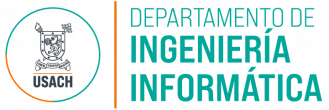 USACH
DEPARTAMENTO DE
INGENIERÍA
INFORMÁTICA